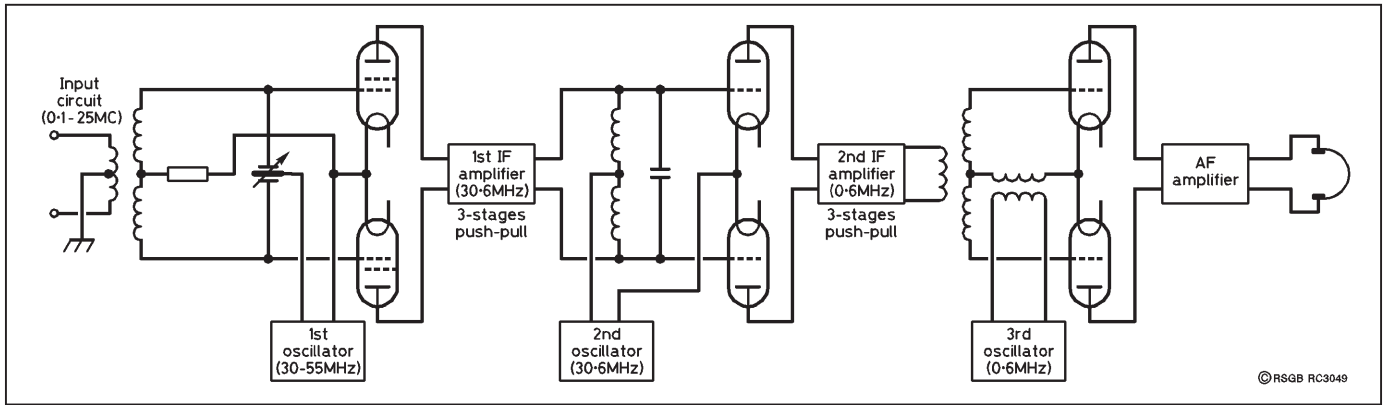 Input
circuit
(0·1-25MC)
1st IF
amplifier
(30·6MHz)
3-stages
push-pull
2nd IF
amplifier
(0·6MHz)
3-stages
push-pull
AF
amplifier
1st
oscillator
(30-55MHz)
2nd
oscillator
(30·6MHz)
3rd
oscillator
(0·6MHz)
© RSGB RC3049